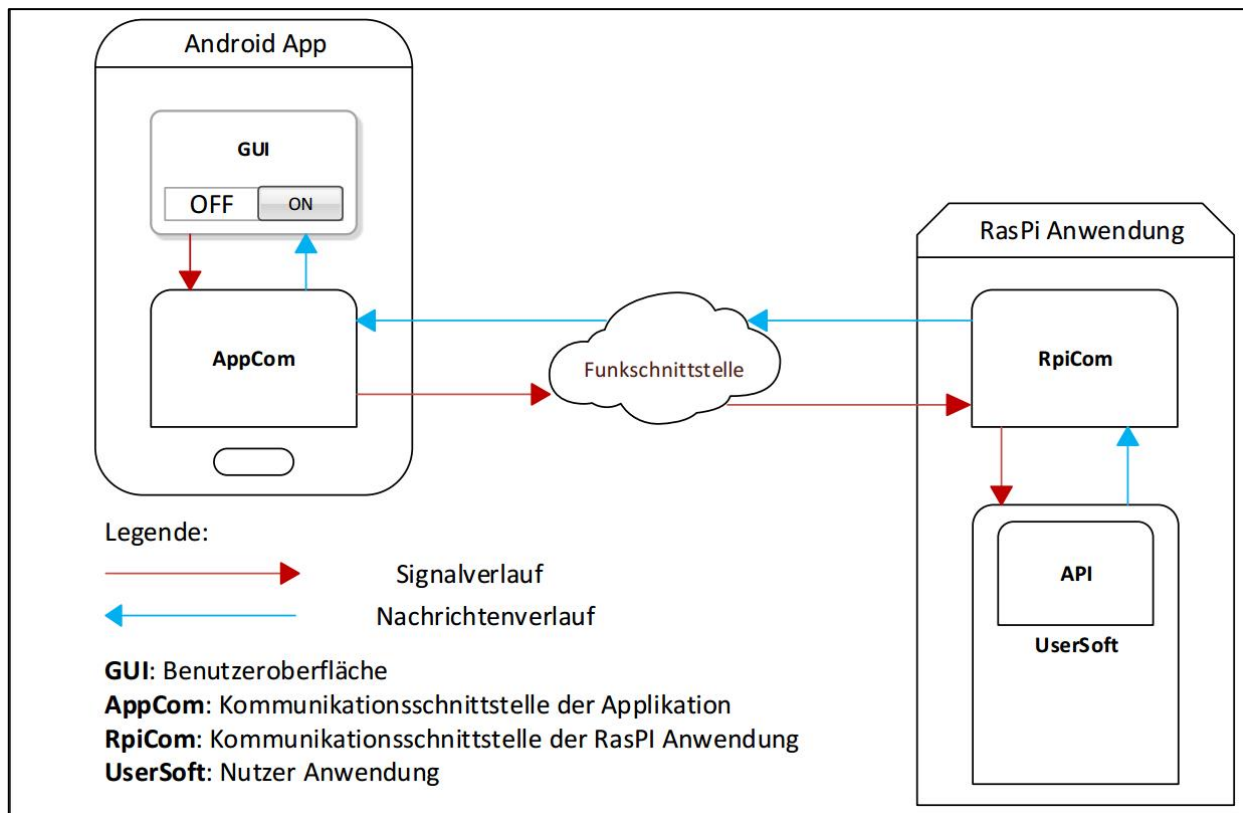 Android App
GUI
OFF ON
AppCom
Funkschnittstelle
RasPi Anwendung
RpiCom
API
UserSoft
Legende:
Signalverlauf
Nachrichtenverlauf
GUI: Benutzeroberfläche
AppCom: Kommunikationsschnittstelle der Applikation
RpiCom: Kommunikationsschnittstelle der RasPI Anwendung
UserSoft: Nutzer Anwendung